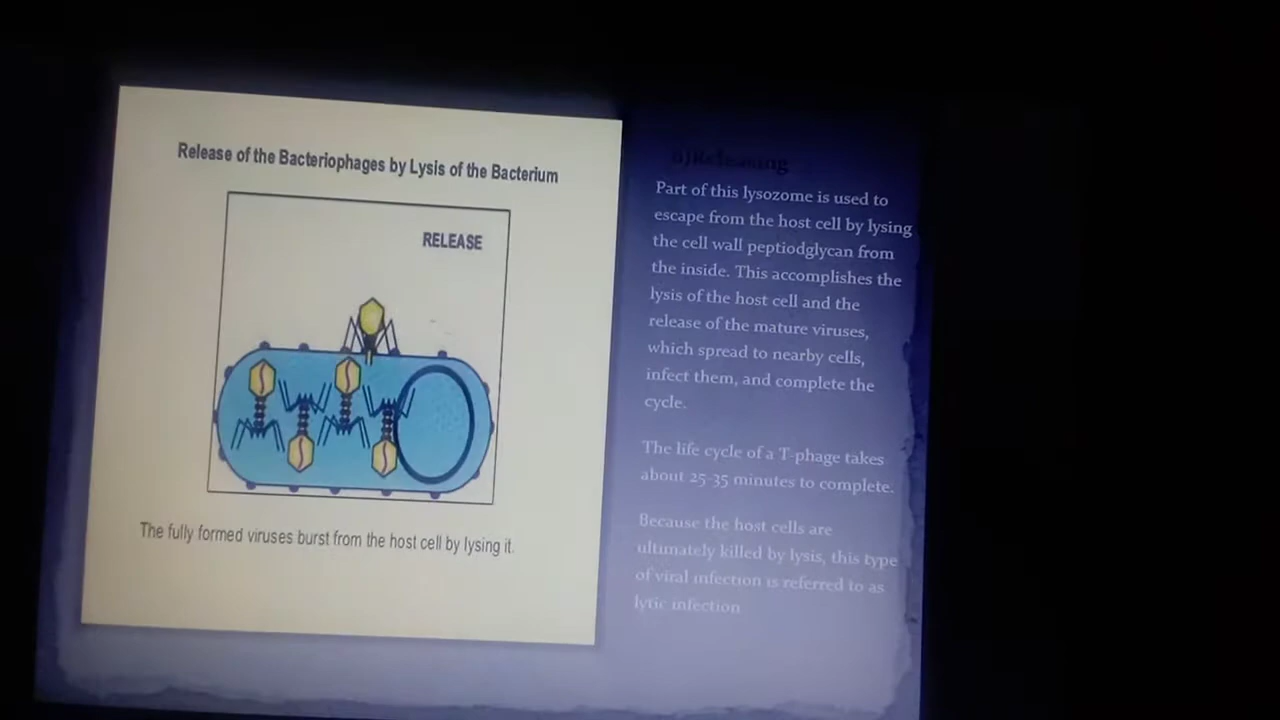 Release of the Bacteriophages by Lysis of the Bacterium
RELEASE
The fully formed viruses burst from the host cell by lysing it.
Releasing
Part of this lysozome is used to
escape from the host cell by lysing
the cell wall peptiodglycan from
the inside. This accomplishes the
lysis of the host cell and the
release of the mature viruses,
which spread to nearby cells,
infect them, and complete the
cycle.
The life cycle of a T-phage takes
about 25-35 minutes to complete.
Because the host cells are
ultimately killed by lysis, this type
of viral infection is referred to as
lytic infection